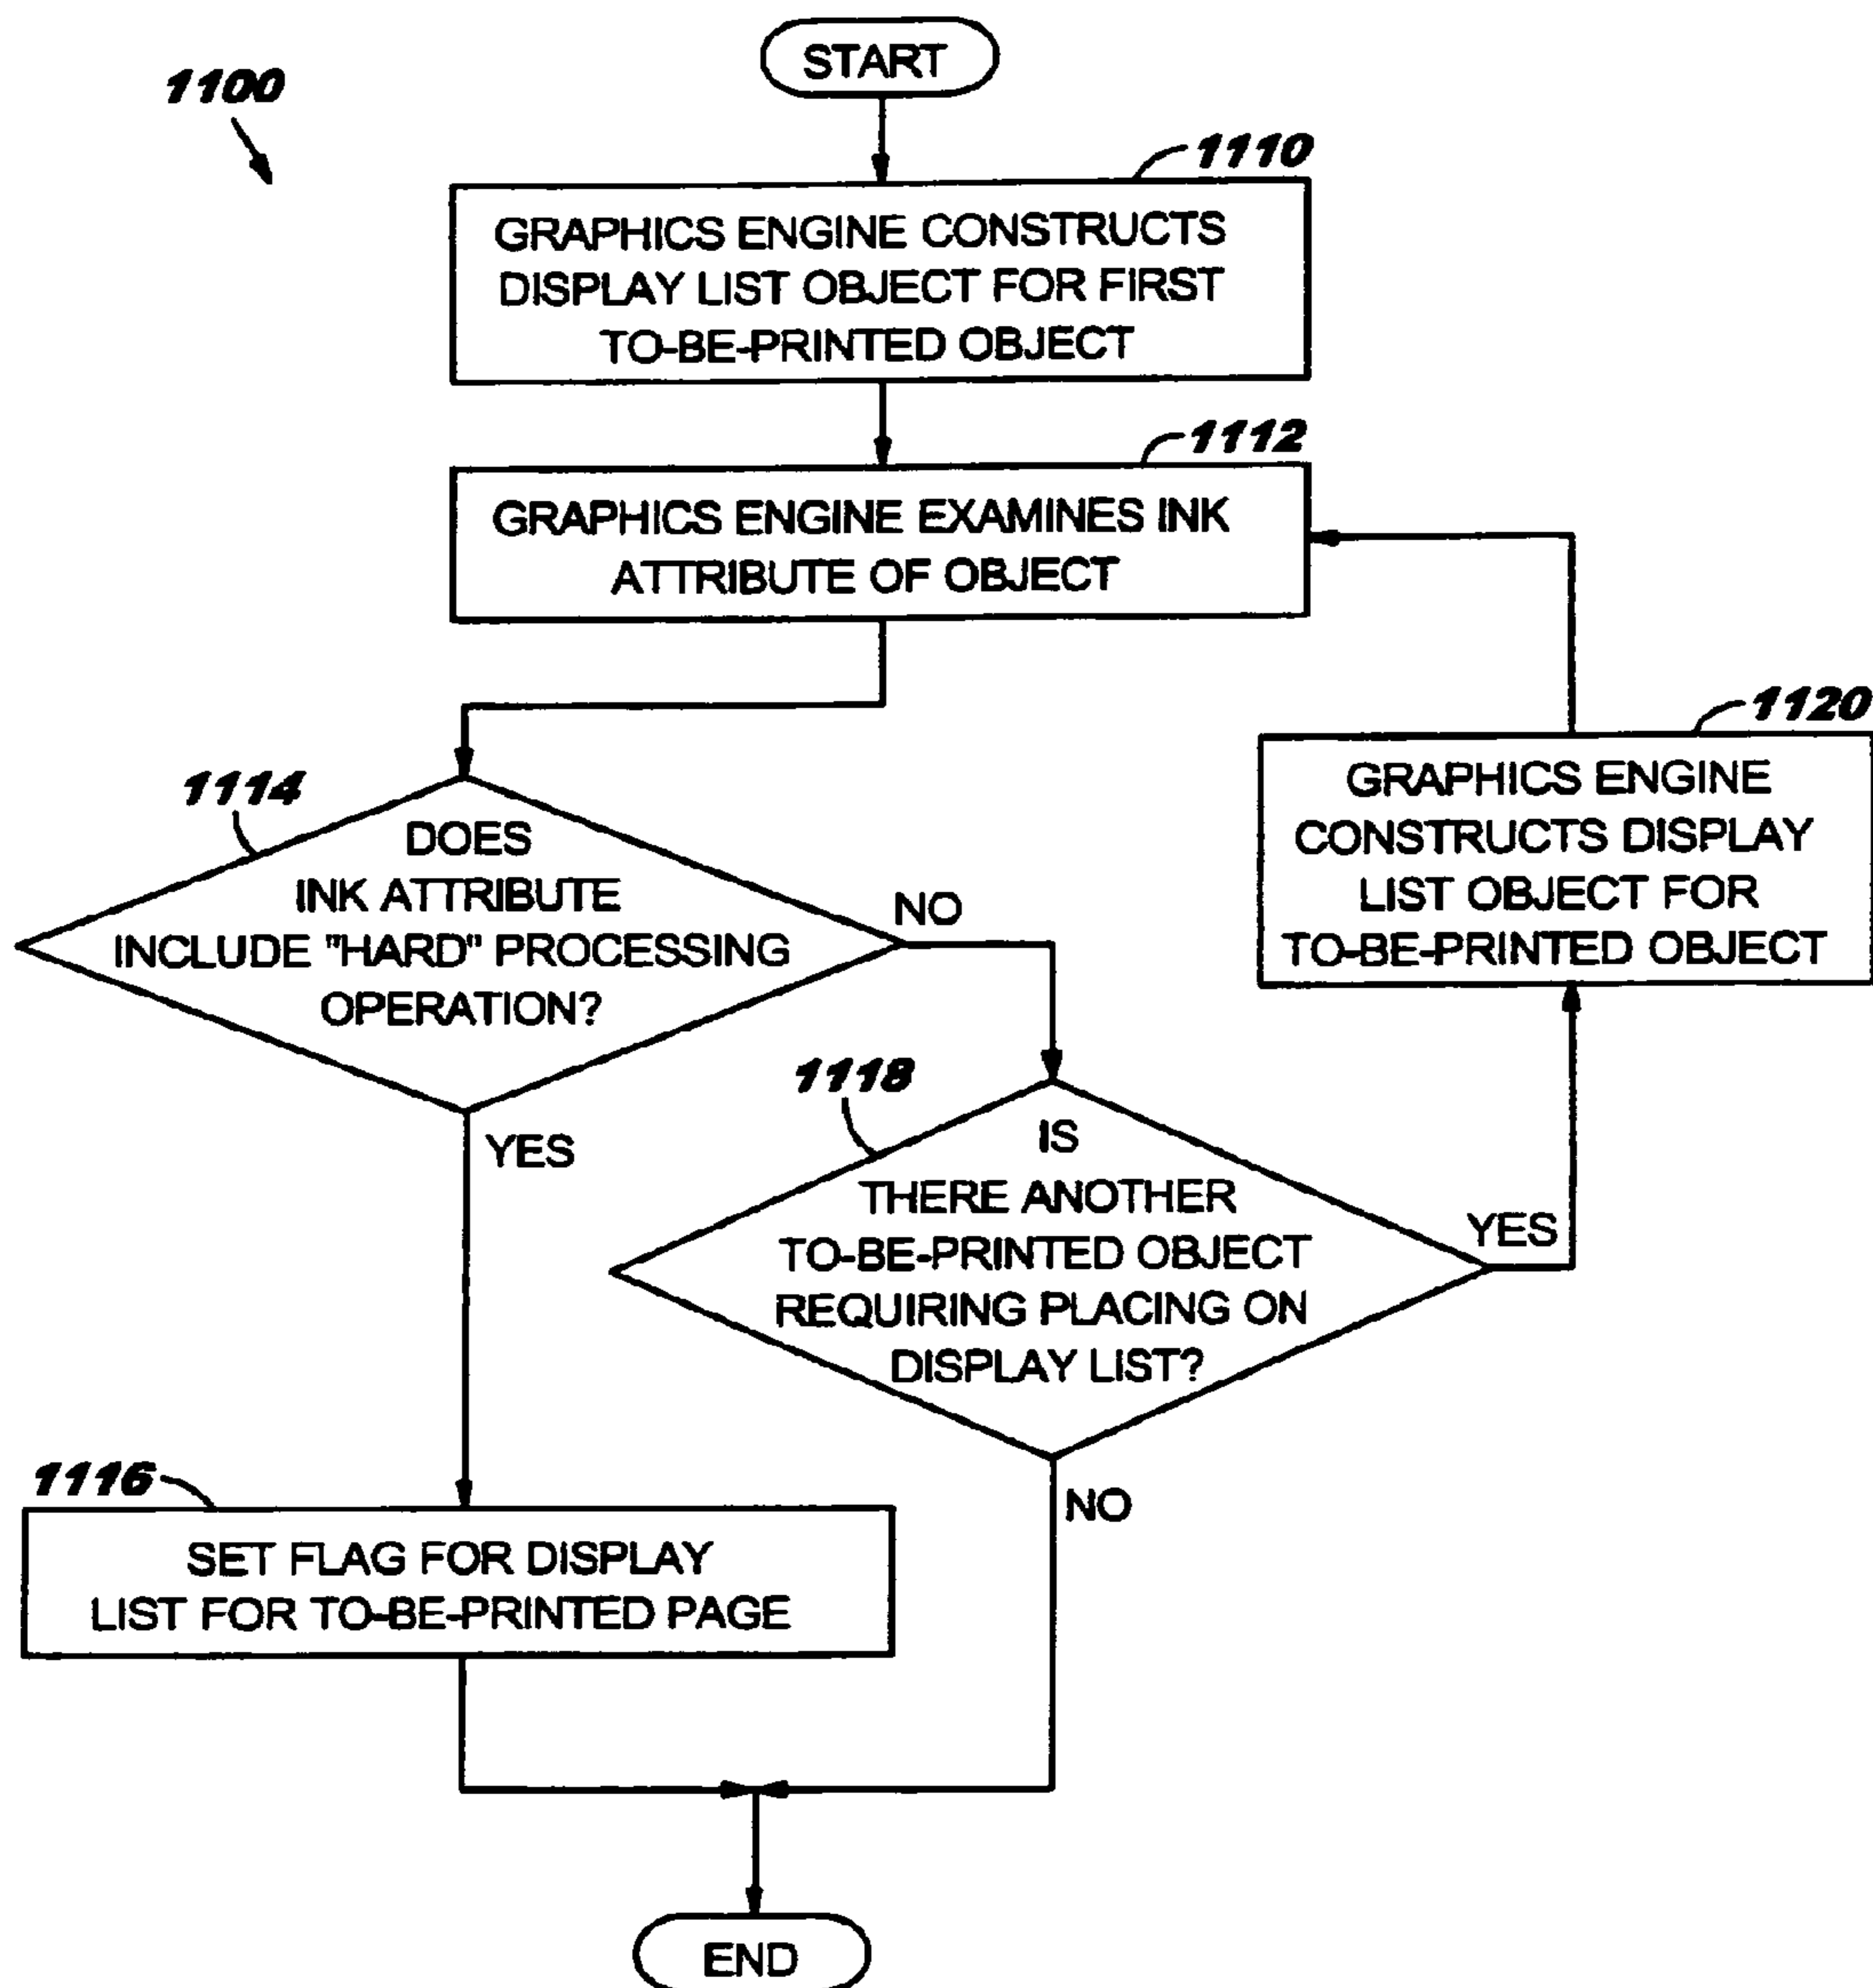 START
1100
1110
GRAPHICS ENGINE CONSTRUCTS
DISPLAY LIST OBJECT FOR FIRST
TO-BE-PRINTED OBJECT
1112
GRAPHICS ENGINE EXAMINES INK
ATTRIBUTE OF OBJECT
1120
GRAPHICS ENGINE
CONSTRUCTS DISPLAY
LIST OBJECT FOR
TO-BE-PRINTED OBJECT
1114
DOES
INK ATTRIBUTE
INCLUDE "HARD" PROCESSING
OPERATION?
NO
YES
1118
IS
THERE ANOTHER
TO-BE-PRINTED OBJECT
REQUIRING PLACING ON
DISPLAY LIST?
YES
NO
1116
SET FLAG FOR DISPLAY
LIST FOR TO-BE-PRINTED PAGE
END